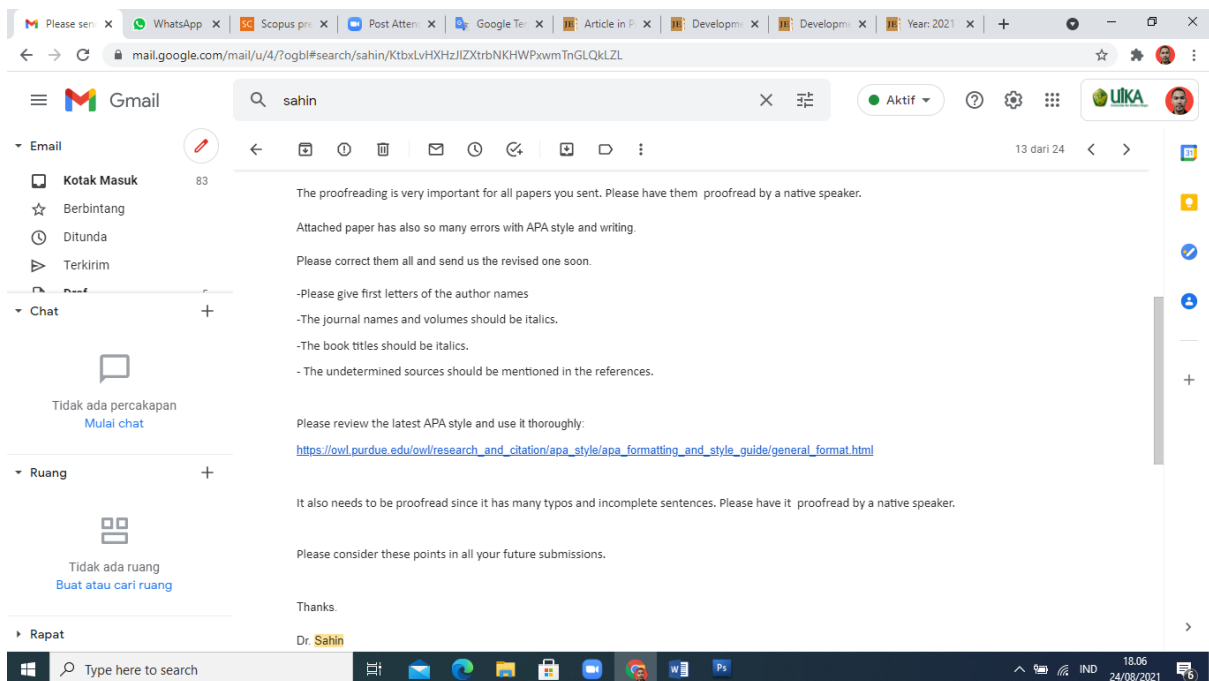 Please sen
WhatsApp
Scopus pre
Post Atten
Google Ter
Article in P
Developme
Developme
Year: 2021
mail.google.com/mail/u/4/?ogbl#search/sahin/KtbxLvHXHzJlZXtrbNKHWPxwmTnGLQkLZL
Gmail
sahin
Aktif
UIKA
Email
13 dari 24
Kotak Masuk 83
Berbintang
Ditunda
Terkirim
Chat
Tidak ada percakapan
Mulai chat
Ruang
Tidak ada ruang
Buat atau cari ruang
Rapat
The proofreading is very important for all papers you sent. Please have them proofread by a native speaker.
Attached paper has also so many errors with APA style and writing.
Please correct them all and send us the revised one soon.
-Please give first letters of the author names
-The journal names and volumes should be italics.
-The book titles should be italics.
- The undetermined sources should be mentioned in the references.
Please review the latest APA style and use it thoroughly:
https://owl.purdue.edu/owl/research_and_citation/apa_style/apa_formatting_and_style_guide/general_format.html
It also needs to be proofread since it has many typos and incomplete sentences. Please have it proofread by a native speaker.
Please consider these points in all your future submissions.
Thanks.
Dr. Sahin
31
Type here to search
IND
18.06
24/08/2021
6